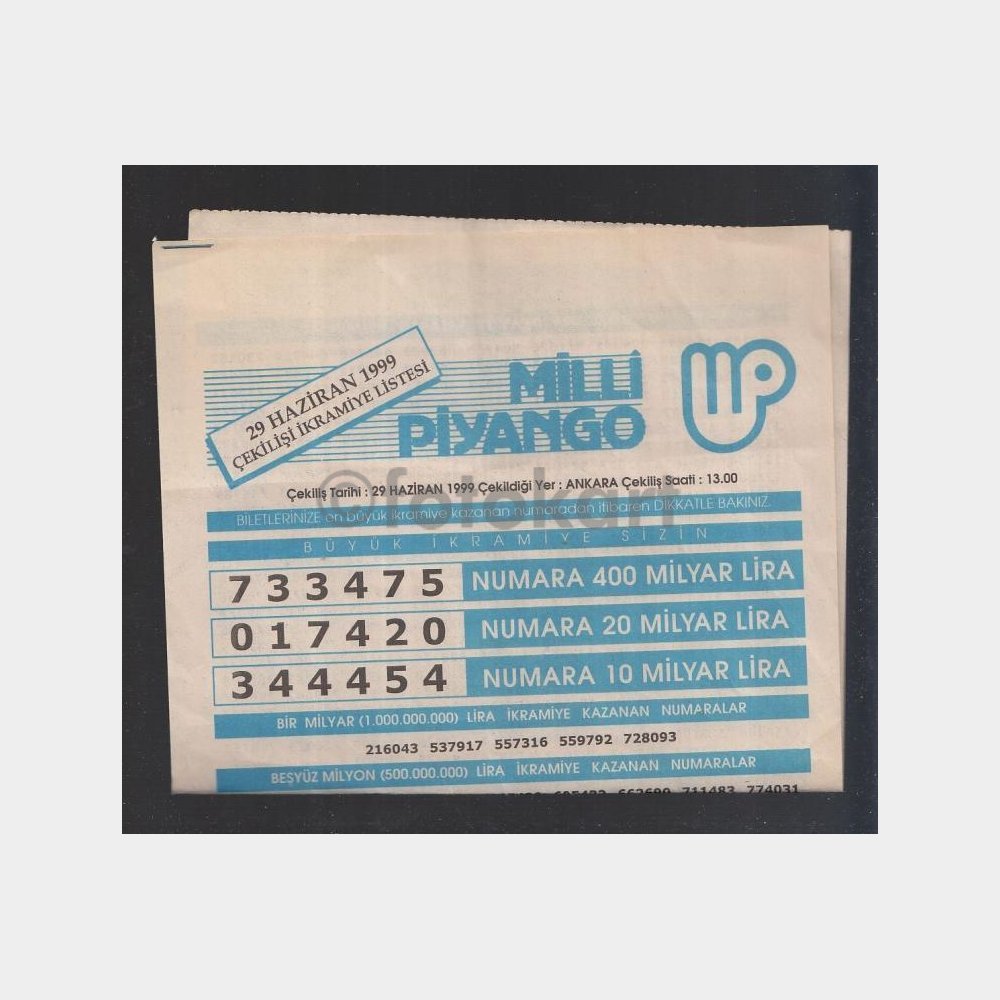 29 HAZİRAN 1999
ÇEKİLİŞİ İKRAMİYE LİSTESİ
MİLLİ
PİYANGO
Çekiliş Tarihi : 29 HAZİRAN 1999 Çekildiği Yer : ANKARA Çekiliş Saati : 13.00
©fotokart
BİLETLERİNİZE en büyük ikramiye kazanan numaradan itibaren DİKKATLE BAKINIZ.
BÜYÜK İKRAMİYE SİZİN
733475 NUMARA 400 MİLYAR LİRA
017420 NUMARA 20 MİLYAR LİRA
344454 NUMARA 10 MİLYAR LİRA
BİR MİLYAR (1.000.000.000) LİRA İKRAMİYE KAZANAN NUMARALAR
216043 537917 557316 559792 728093
BEŞYÜZ MİLYON (500.000.000) LİRA İKRAMİYE KAZANAN NUMARALAR
711483 774031